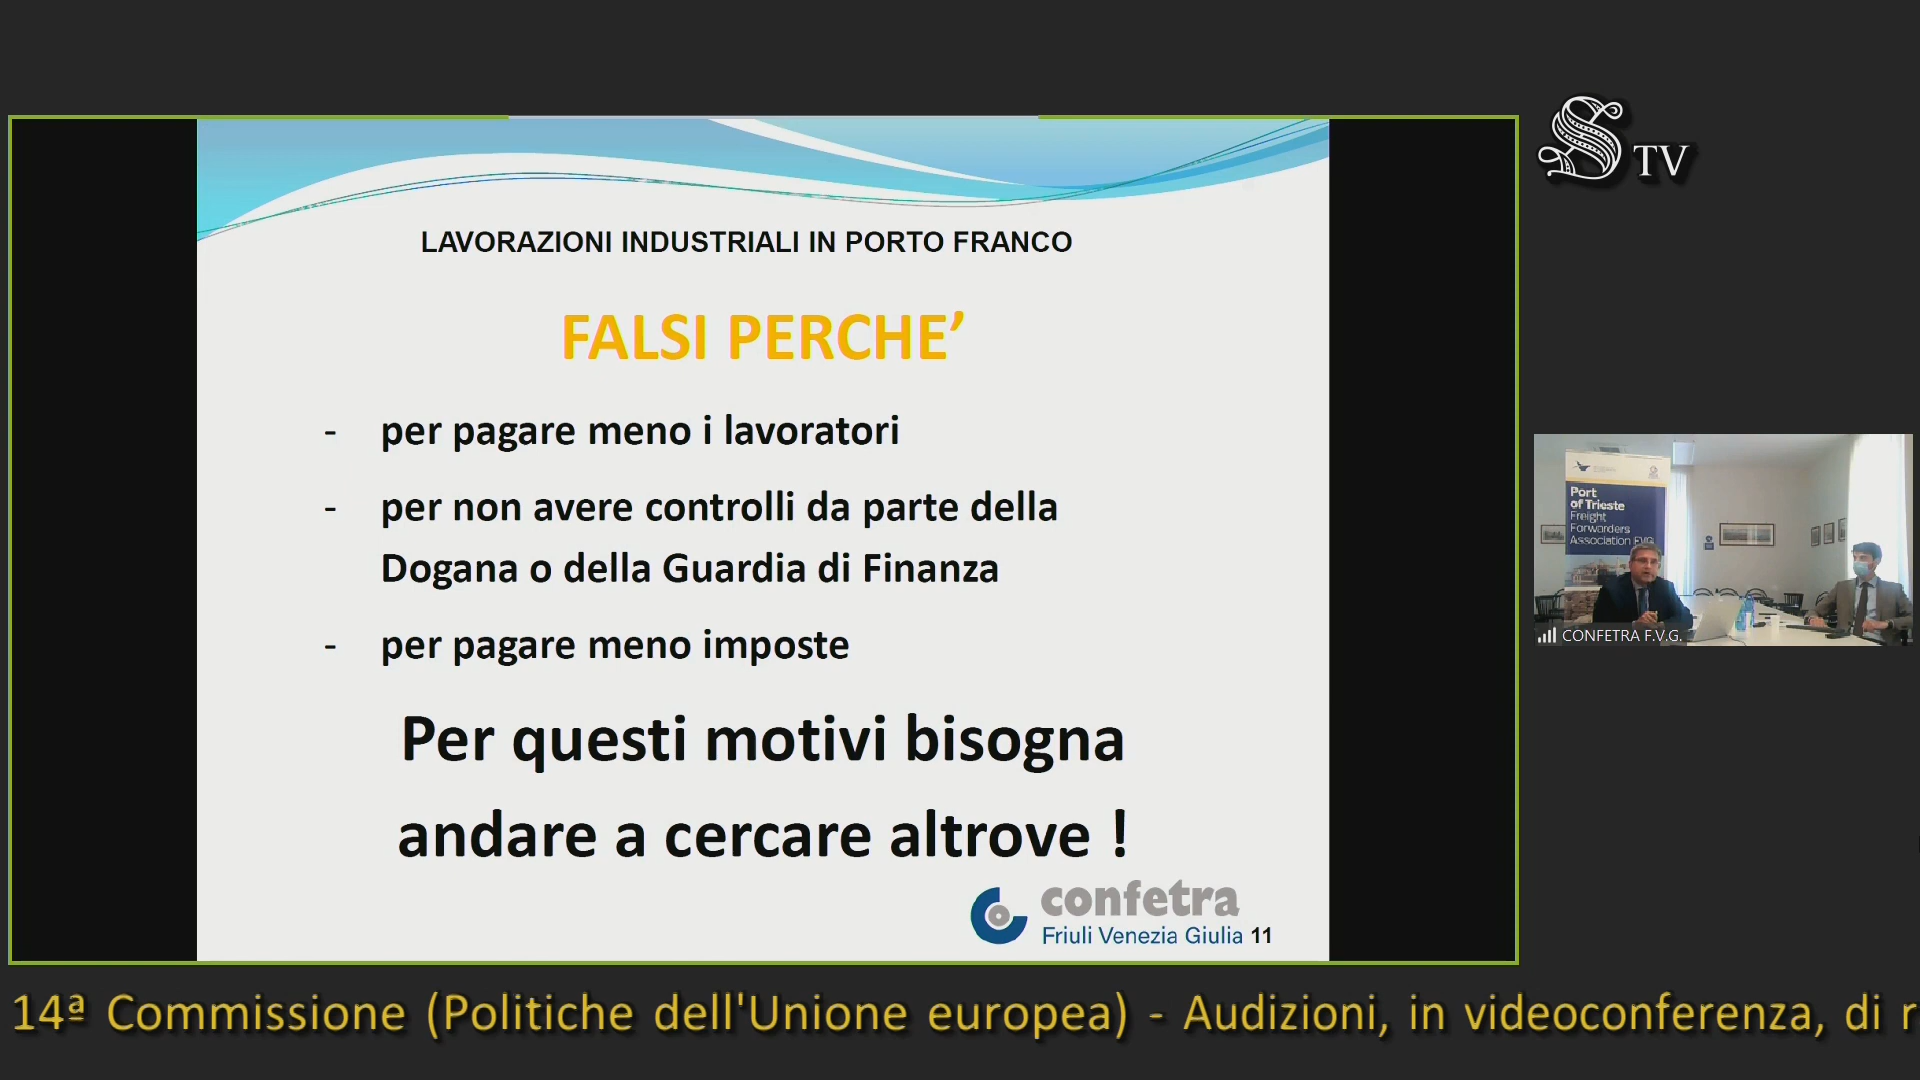 LAVORAZIONI INDUSTRIALI IN PORTO FRANCO
FALSI PERCHE’
- per pagare meno i lavoratori
- per non avere controlli da parte della
Dogana o della Guardia di Finanza
- per pagare meno imposte
Per questi motivi bisogna
andare a cercare altrove !
confetra
Friuli Venezia Giulia 11
S TV
Port
of Trieste
Freight
Forwarders
Association FVG
CONFETRA F.V.G.
14ª Commissione (Politiche dell'Unione europea) - Audizioni, in videoconferenza, di r